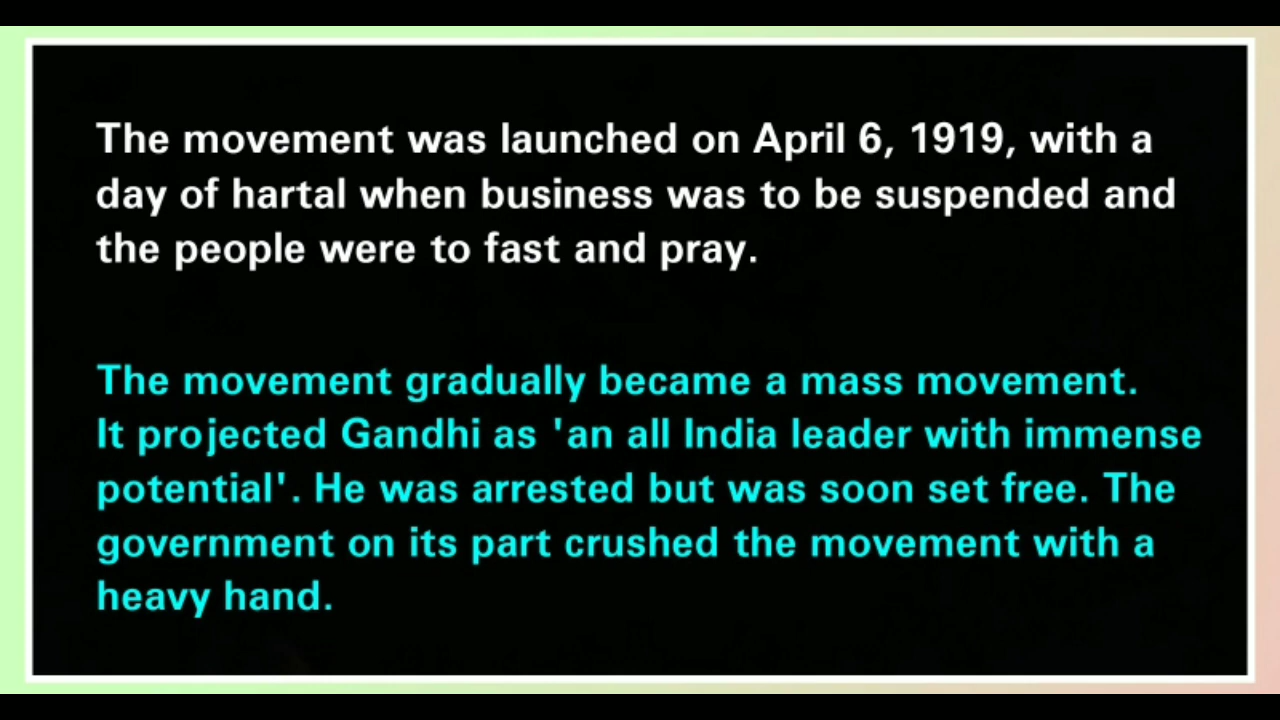 The movement was launched on April 6, 1919, with a
day of hartal when business was to be suspended and
the people were to fast and pray.
The movement gradually became a mass movement.
It projected Gandhi as 'an all India leader with immense
potential'. He was arrested but was soon set free. The
government on its part crushed the movement with a
heavy hand.